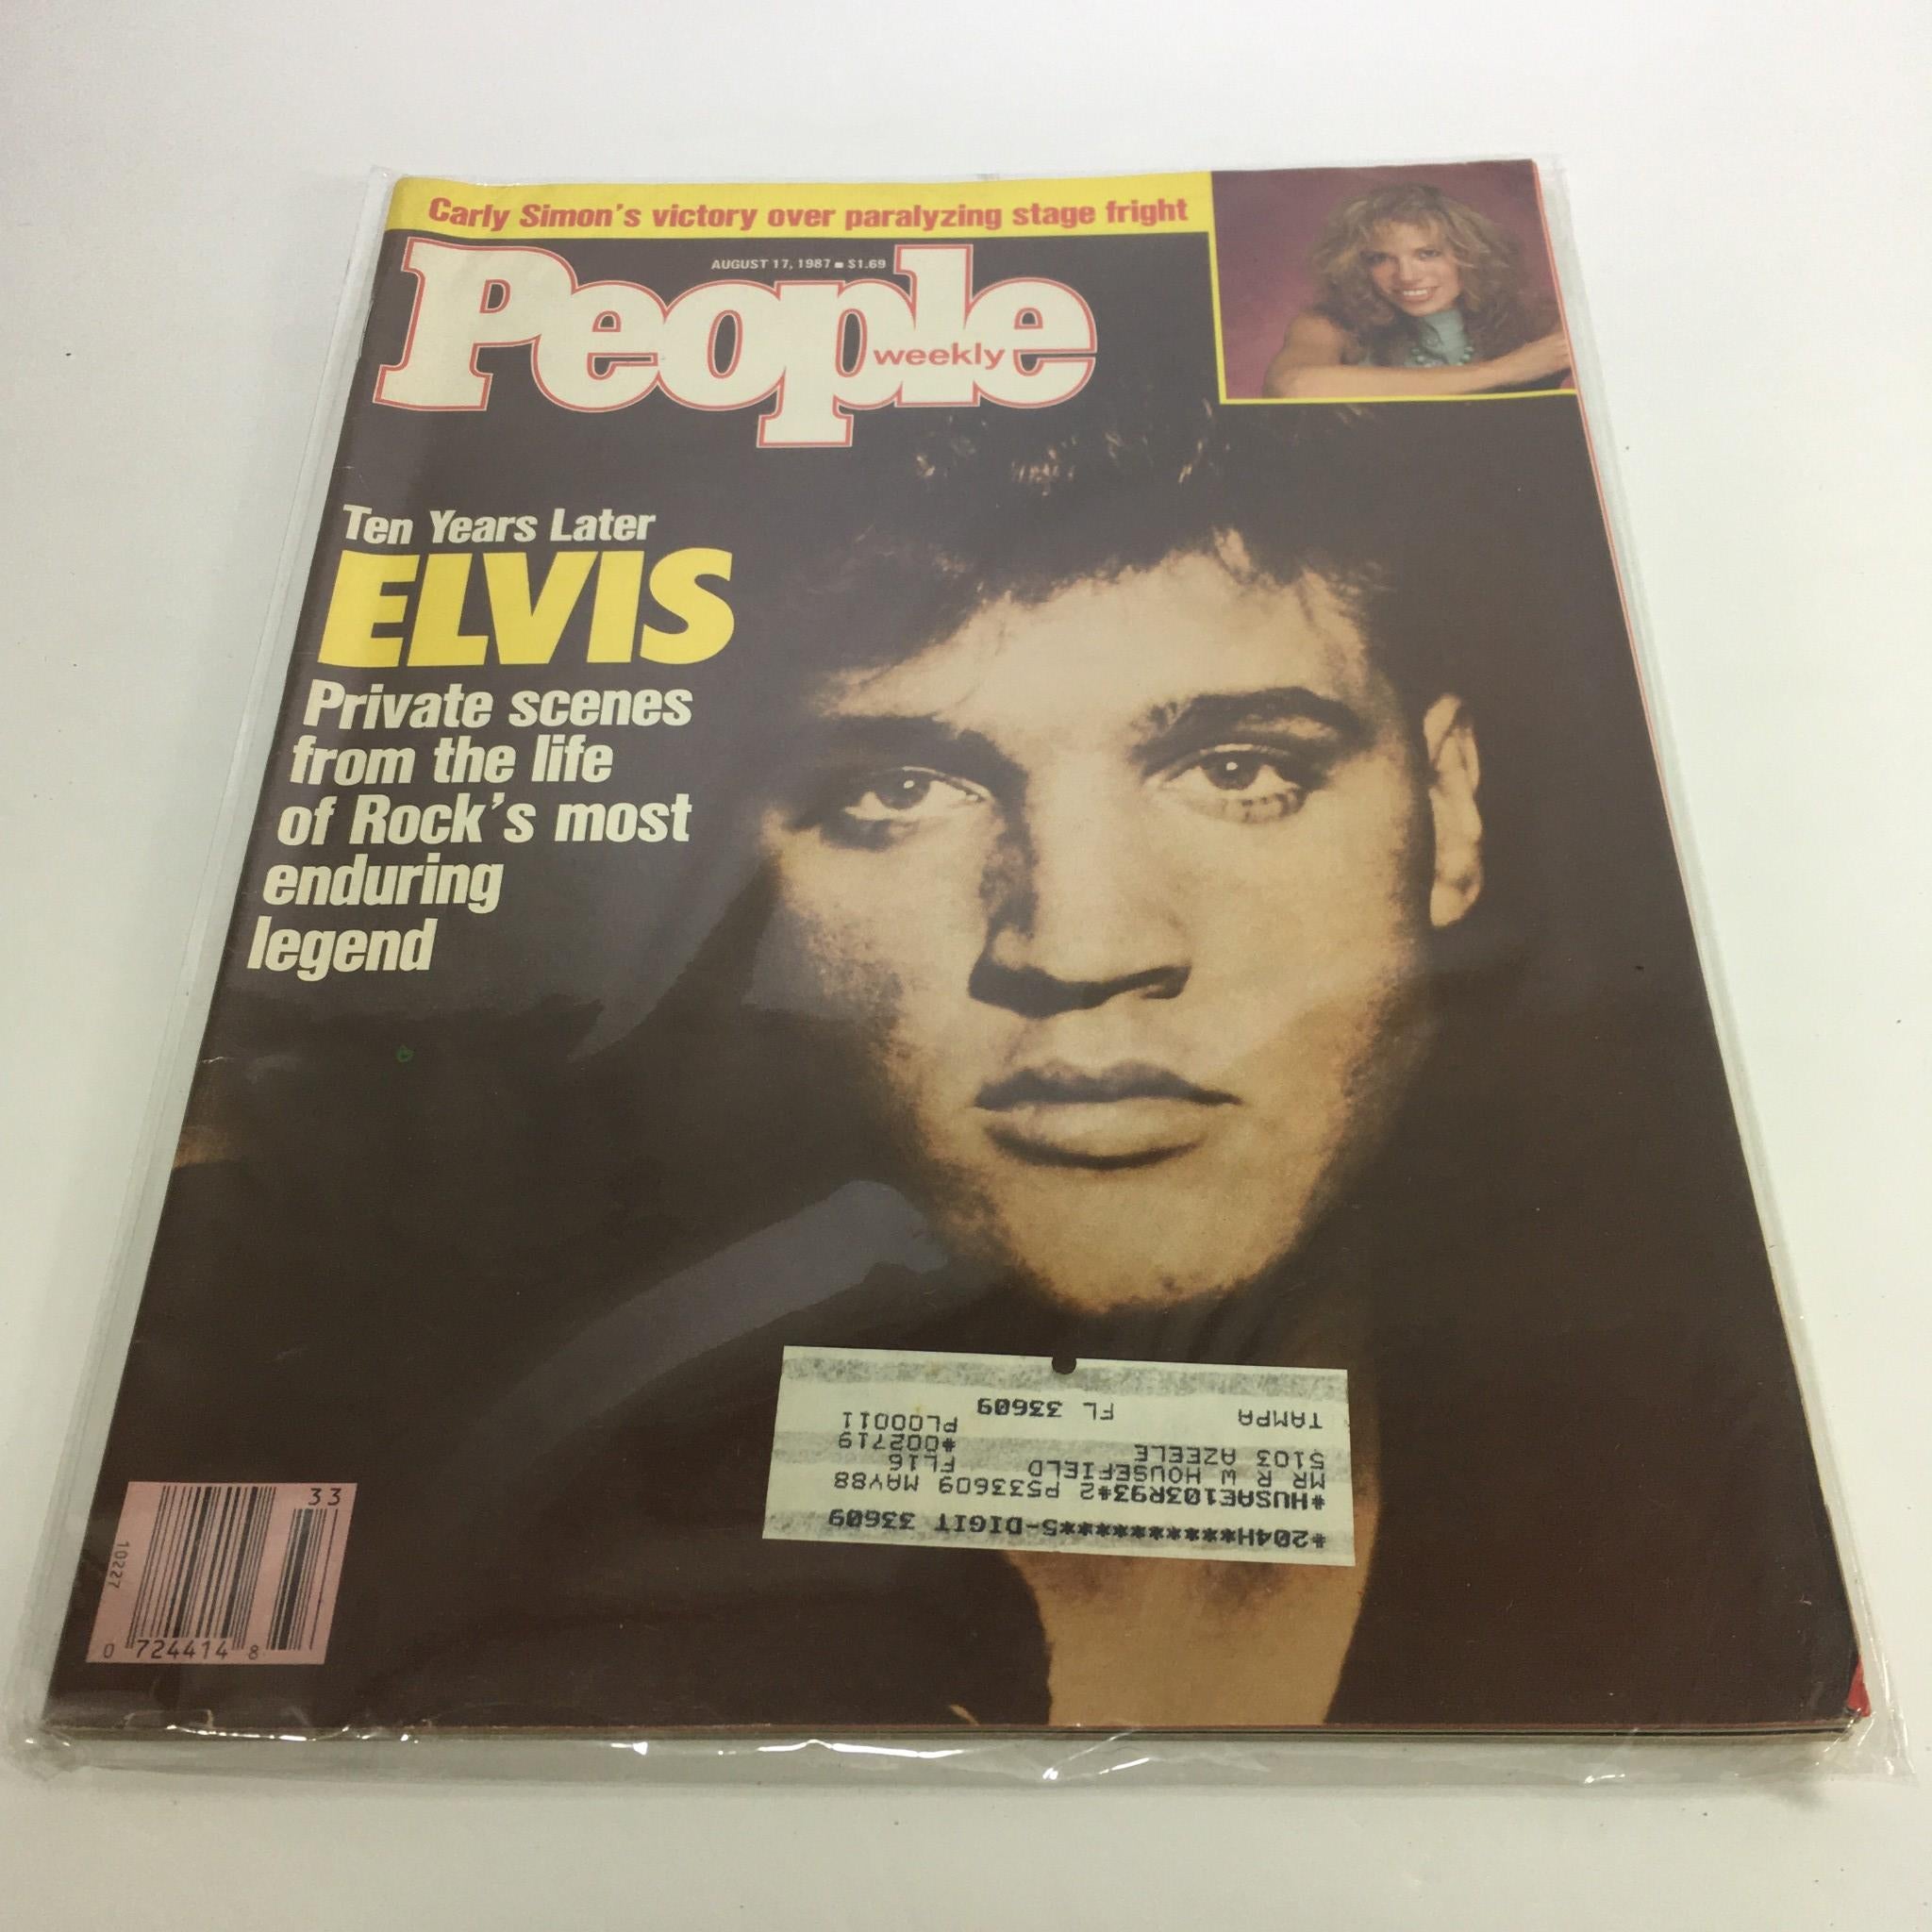 Carly Simon's victory over paralyzing stage fright
AUGUST 17, 1987 ▪ $1.69
People
weekly
Ten Years Later
ELVIS
Private scenes
from the life
of Rock's most
enduring
legend
#204H************5-DIGIT 33609
#HUSAE103R93#2 P533609 MAY88
MR R W HOUSEFIELD FL16
5103 AZEELE #002719
PL00011
TAMPA FL 33609
33
10227
0 724414 8